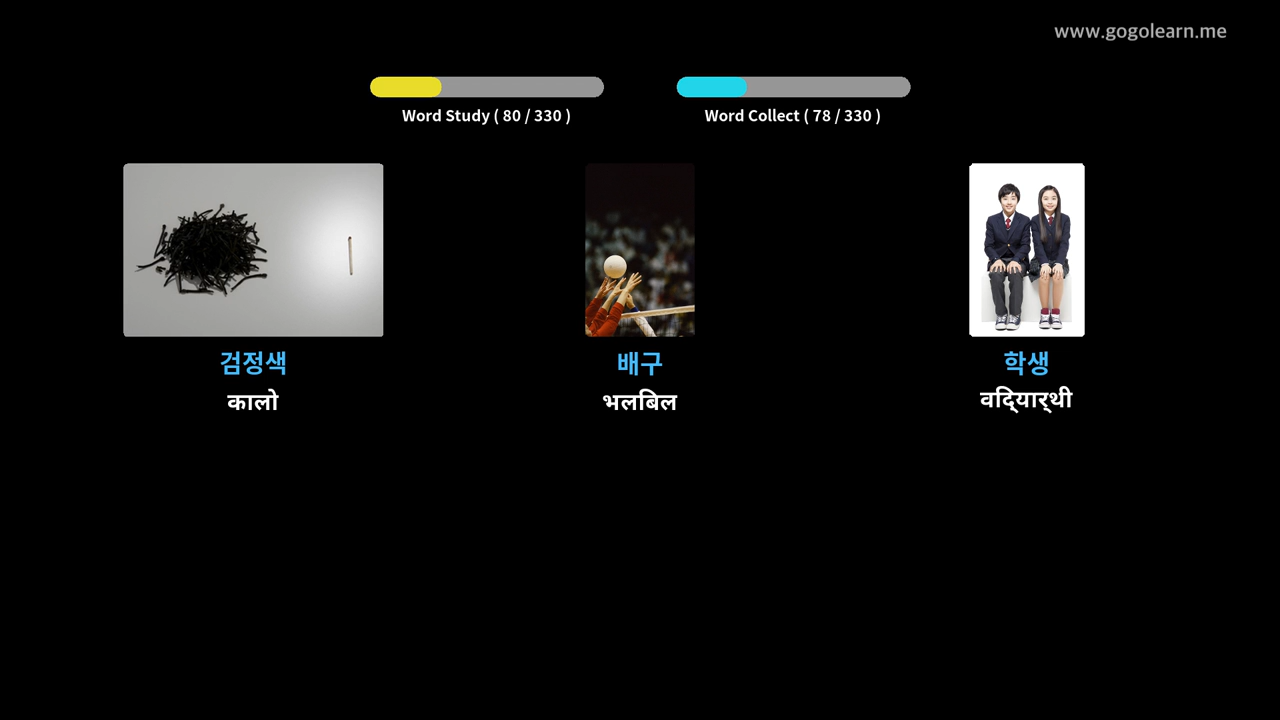 www.gogolearn.me
Word Study ( 80 / 330 )
Word Collect ( 78 / 330 )
검정색
배구
학생
कालो
भलबिल
विद्यार्थी